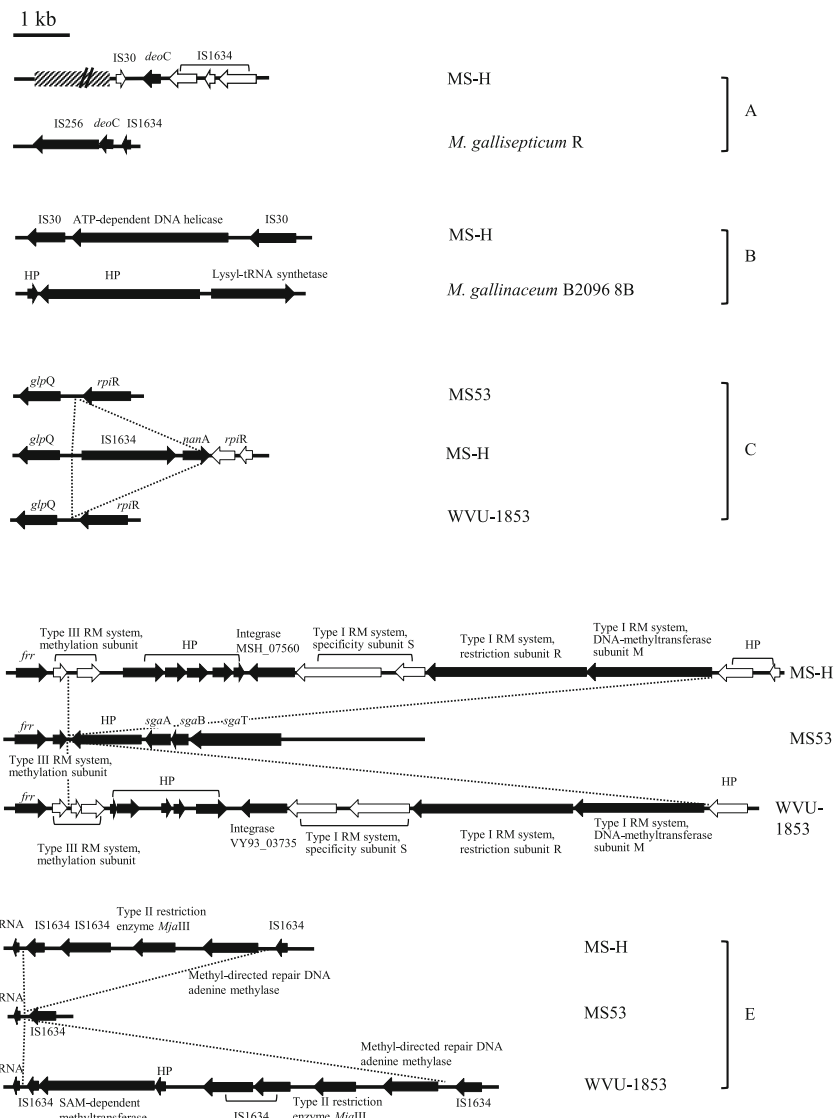 1 kb
IS30 deoC IS1634
MS-H
A
IS256 deoC IS1634
M. gallisepticum R
IS30 ATP-dependent DNA helicase IS30
MS-H
B
HP HP Lysyl-tRNA synthetase
M. gallinaceum B2096 8B
glpQ rpiR
MS53
glpQ IS1634 nanA rpiR
MS-H
C
glpQ rpiR
WVU-1853
frr
Type III RM system,
methylation subunit
HP
Integrase
MSH_07560
Type I RM system,
specificity subunit S
Type I RM system,
restriction subunit R
Type I RM system,
DNA-methyltransferase
subunit M
HP
MS-H
frr HP sgaA sgaB sgaT
MS53
Type III RM system,
methylation subunit
frr HP HP
WVU-
1853
Type III RM system,
methylation subunit
Integrase
VY93_03735
Type I RM system,
specificity subunit S
Type I RM system,
restriction subunit R
Type I RM system,
DNA-methyltransferase
subunit M
RNA IS1634 IS1634
Type II restriction
enzyme MjaIII
IS1634
MS-H
Methyl-directed repair DNA
adenine methylase
RNA
MS53
E
IS1634
Methyl-directed repair DNA
adenine methylase
RNA HP
WVU-1853
IS1634 SAM-dependent
methyltransferase
IS1634
Type II restriction
enzyme MjaIII
IS1634